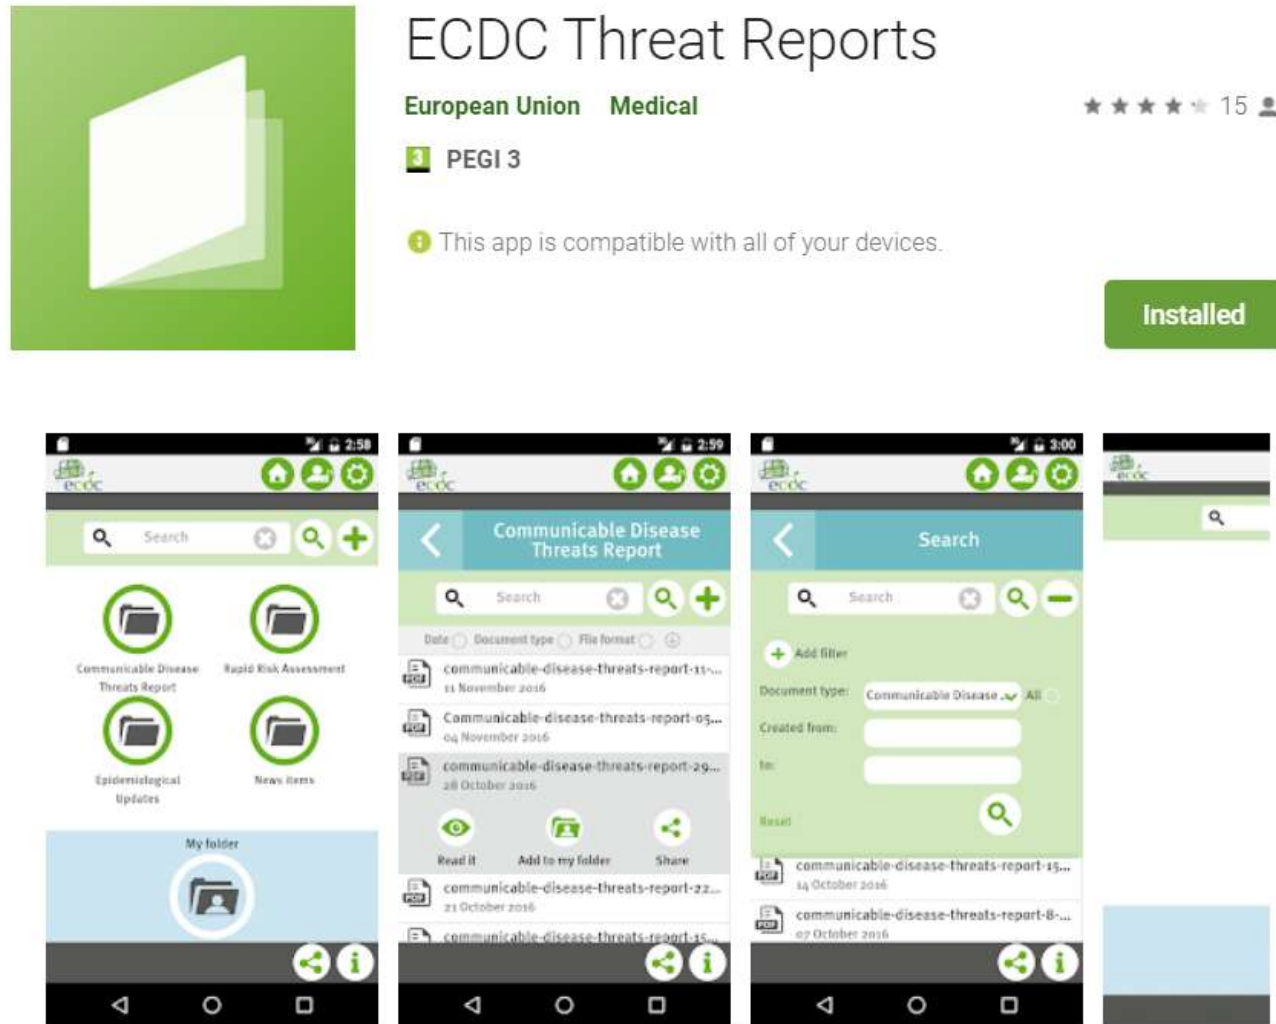 ECDC Threat Reports
European Union Medical
15
3 PEGI 3
This app is compatible with all of your devices.
Installed
2:58
ecdc
Search
Communicable Disease
Threats Report
Rapid Risk Assessment
Epidemiological
Updates
News items
My folder
2:59
ecdc
Communicable Disease
Threats Report
Search
Date Document type File format
communicable-disease-threats-report-11-...
11 November 2016
Communicable-disease-threats-report-05...
04 November 2016
communicable-disease-threats-report-29...
28 October 2016
Read it Add to my folder Share
communicable-disease-threats-report-22...
21 October 2016
communicable-disease-threats-report-15...
3:00
ecdc
Search
Search
Add filter
Document type: Communicable Disease ... All
Created from:
to:
Reset
communicable-disease-threats-report-15...
14 October 2016
communicable-disease-threats-report-8-...
07 October 2016
ecdc